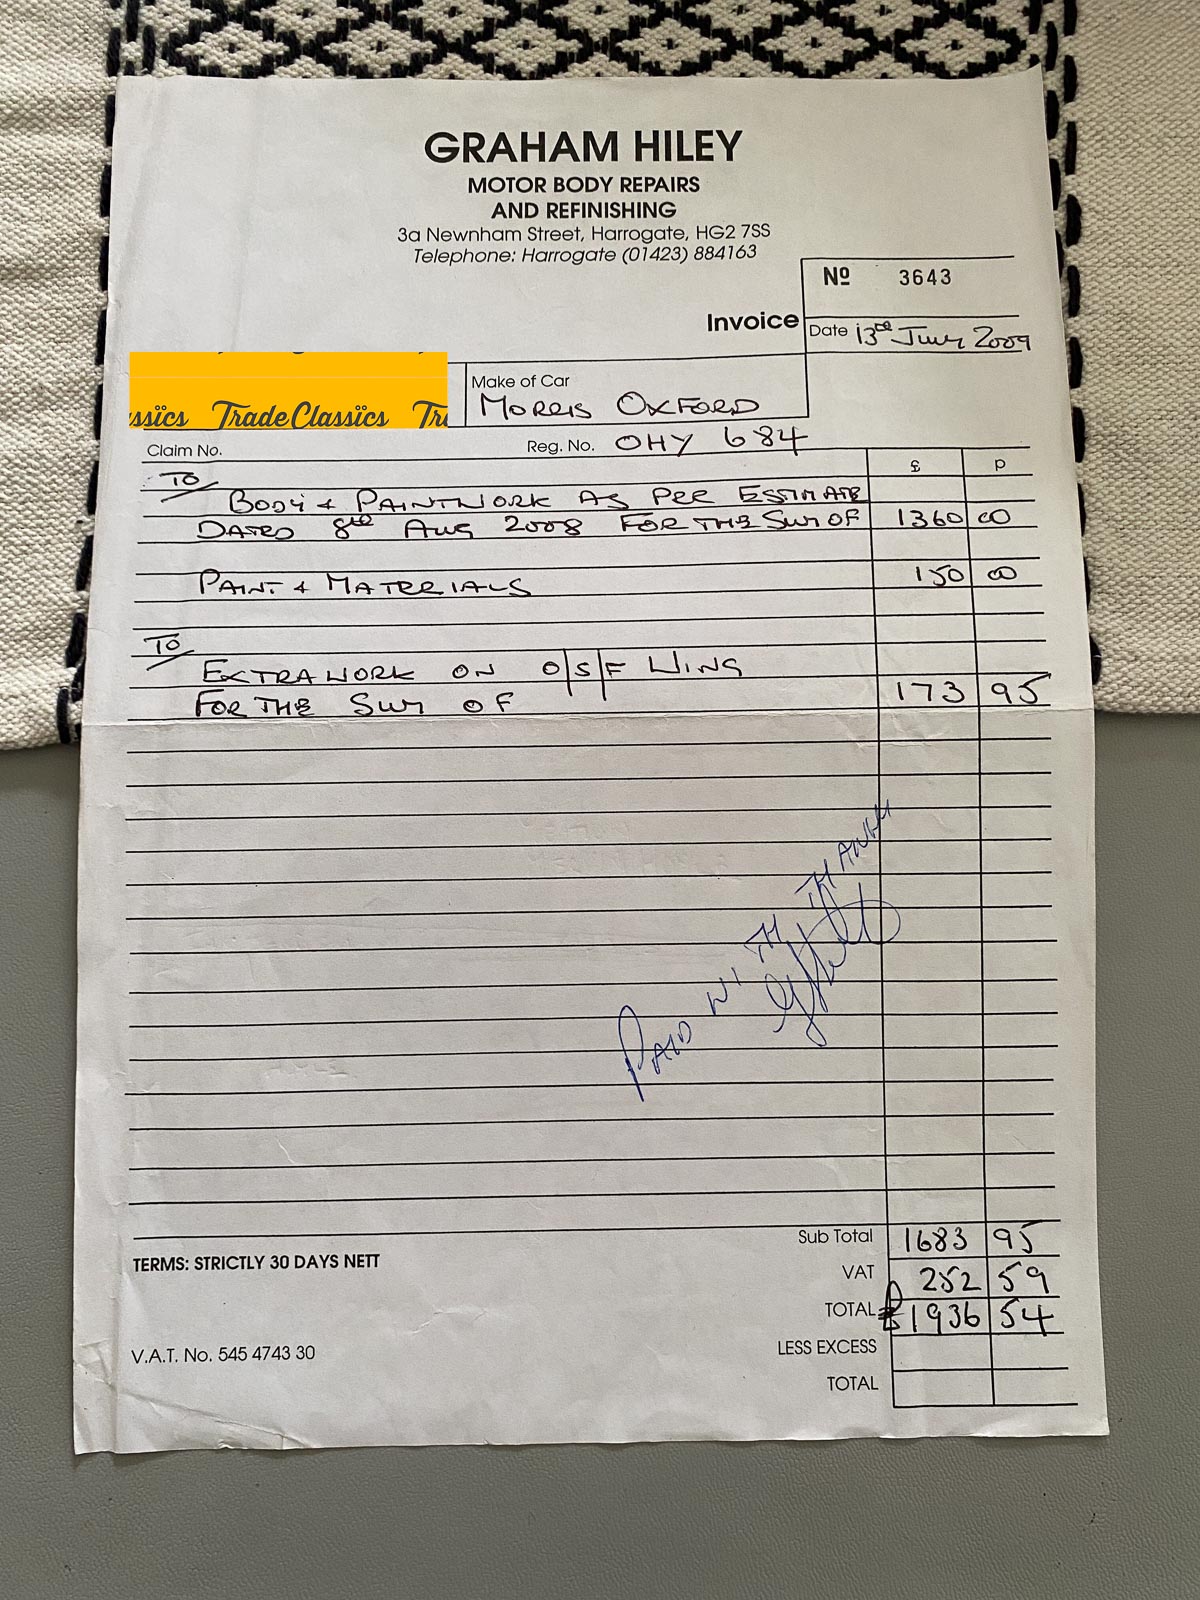 GRAHAM HILEY
MOTOR BODY REPAIRS
AND REFINISHING
3a Newnham Street, Harrogate, HG2 7SS
Telephone: Harrogate (01423) 884163
Nº 3643
Invoice
Date 13th July 2009
ssïcs TradeClassïcs Tr
Make of Car
MORRIS OXFORD
Claim No.
Reg. No. OHY 684
£ p
TO
BODY & PAINTWORK AS PER ESTIMATE
DATED 8th AUG 2008 FOR THE SUM OF 1360 00
PAINT & MATERIALS 150 00
TO
EXTRA WORK ON O/S/F WING
FOR THE SUM OF 173 95
PAID WITH THANKS
Sub Total 1683 95
TERMS: STRICTLY 30 DAYS NETT
VAT 252 59
TOTAL £1936 54
LESS EXCESS
V.A.T. No. 545 4743 30
TOTAL